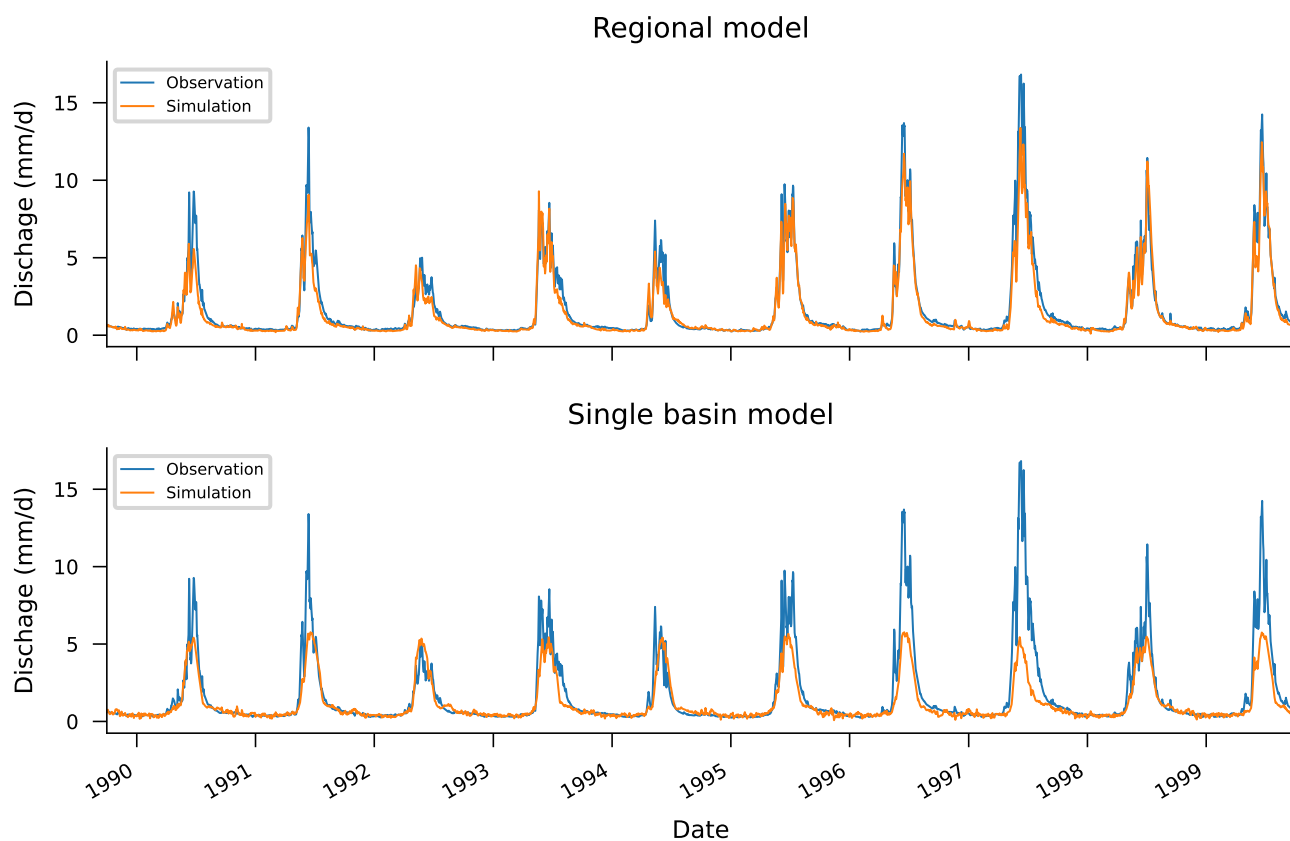 Regional model
Discharge (mm/d)
15
10
5
0
Observation
Simulation
Single basin model
Dischage (mm/d)
15
10
5
0
Observation
Simulation
1990
1991
1992
1993
1994
1995
1996
1997
1998
1999
Date